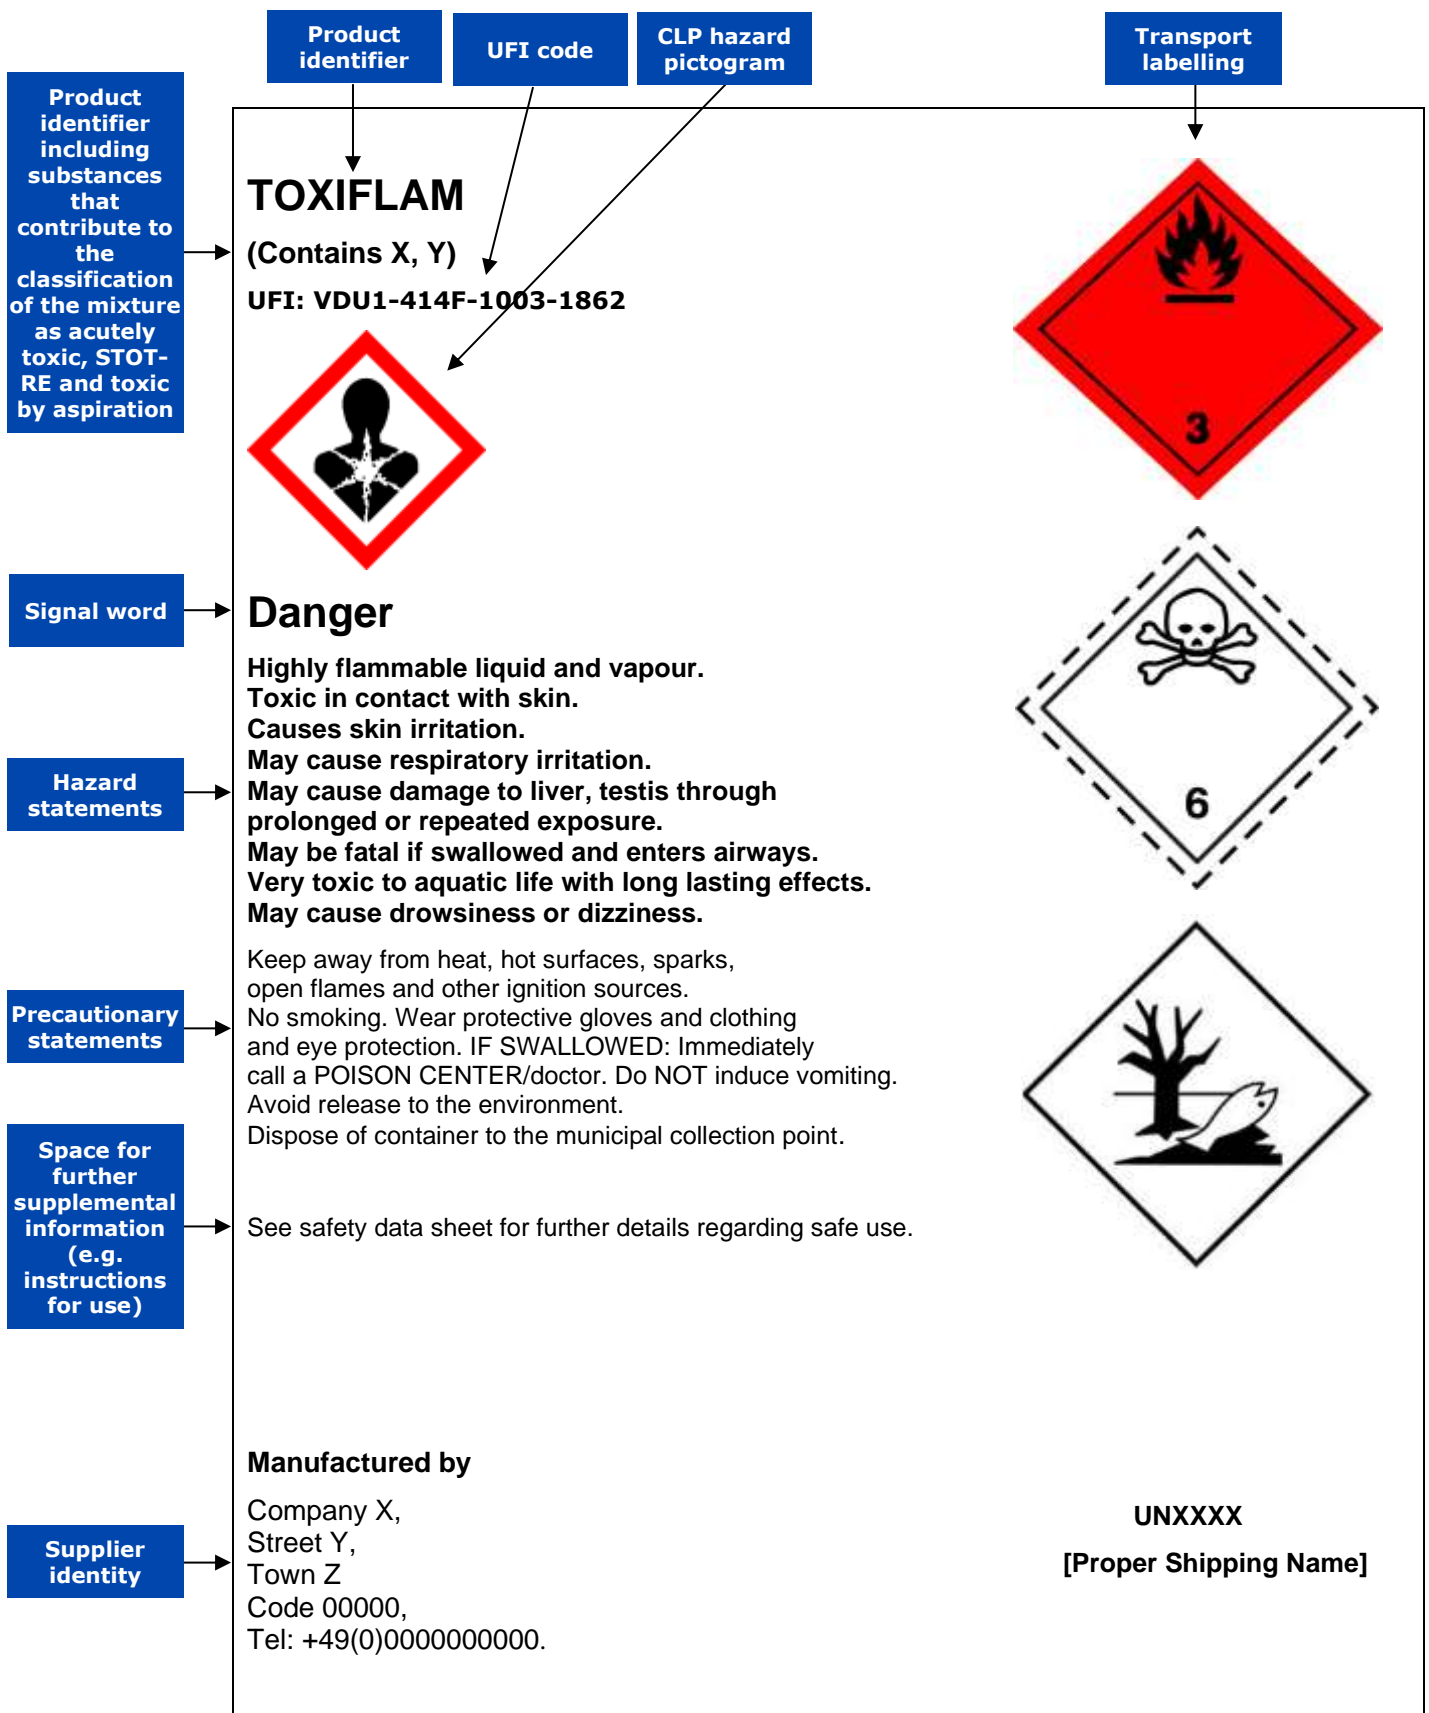 Product
identifier
UFI code
CLP hazard
pictogram
Transport
labelling
Product
identifier
including
substances
that
contribute to
the
classification
of the mixture
as acutely
toxic, STOT-
RE and toxic
by aspiration
TOXIFLAM
(Contains X, Y)
UFI: VDU1-414F-1003-1862
3
Signal word
Danger
Hazard
statements
Highly flammable liquid and vapour.
Toxic in contact with skin.
Causes skin irritation.
May cause respiratory irritation.
May cause damage to liver, testis through
prolonged or repeated exposure.
May be fatal if swallowed and enters airways.
Very toxic to aquatic life with long lasting effects.
May cause drowsiness or dizziness.
6
Precautionary
statements
Keep away from heat, hot surfaces, sparks,
open flames and other ignition sources.
No smoking. Wear protective gloves and clothing
and eye protection. IF SWALLOWED: Immediately
call a POISON CENTER/doctor. Do NOT induce vomiting.
Avoid release to the environment.
Dispose of container to the municipal collection point.
Space for
further
supplemental
information
(e.g.
instructions
for use)
See safety data sheet for further details regarding safe use.
Manufactured by
Supplier
identity
Company X,
Street Y,
Town Z
Code 00000,
Tel: +49(0)0000000000.
UNXXXX
[Proper Shipping Name]